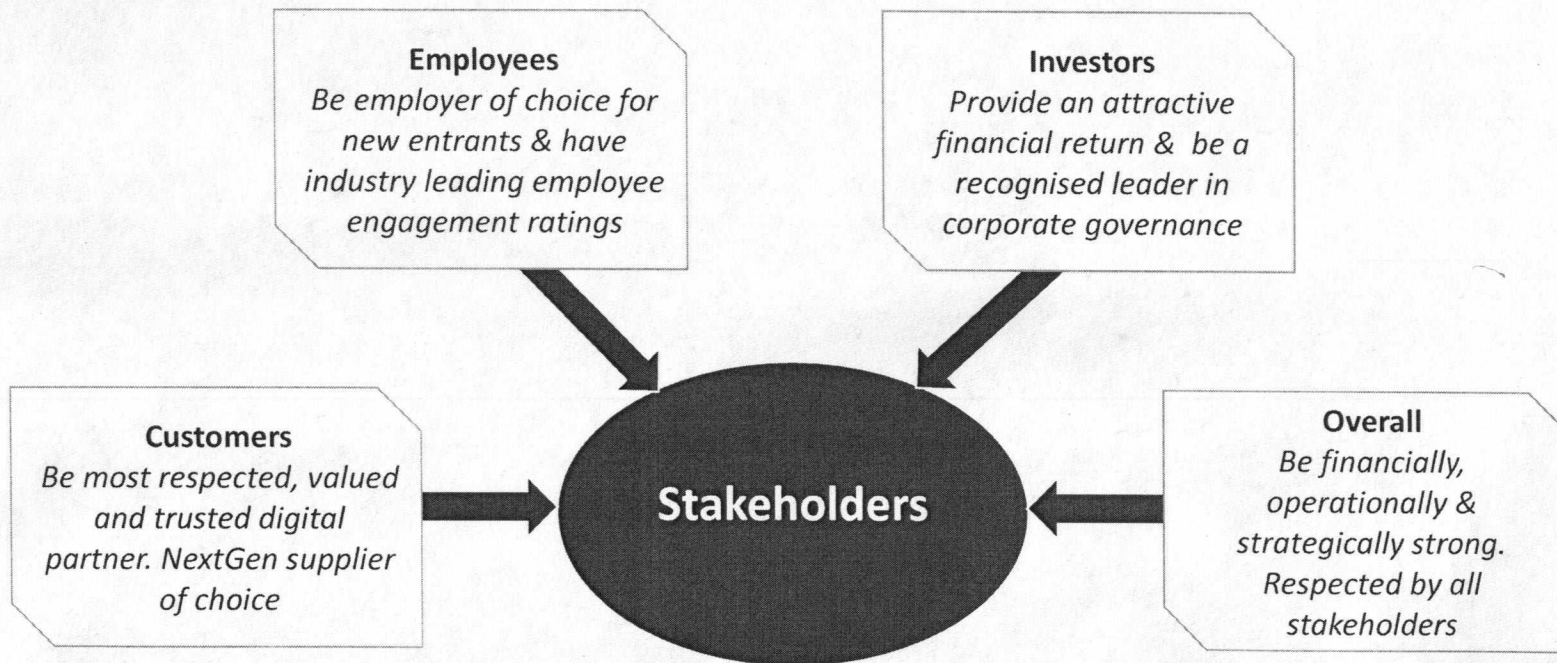 Employees
Be employer of choice for
new entrants & have
industry leading employee
engagement ratings
Investors
Provide an attractive
financial return & be a
recognised leader in
corporate governance
Customers
Be most respected, valued
and trusted digital
partner. NextGen supplier
of choice
Stakeholders
Overall
Be financially,
operationally &
strategically strong.
Respected by all
stakeholders